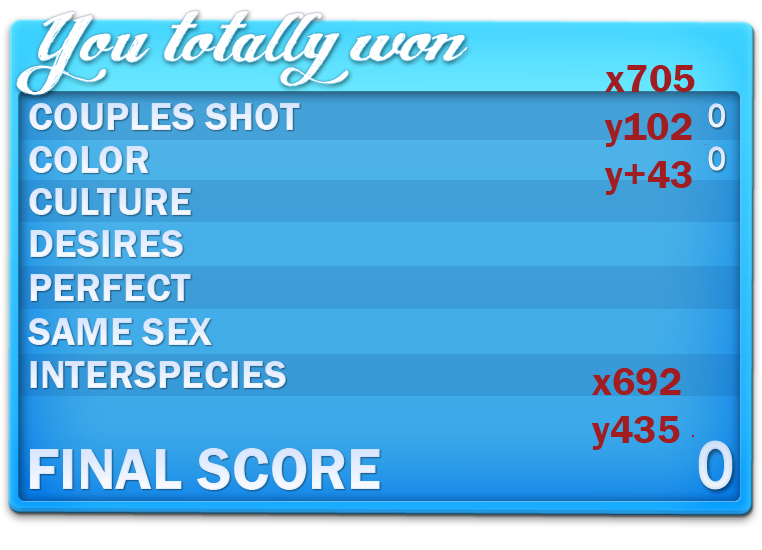 You totally won
x705
COUPLES SHOT y102 0
COLOR y+43 0
CULTURE
DESIRES
PERFECT
SAME SEX
INTERSPECIES x692
y435
FINAL SCORE 0